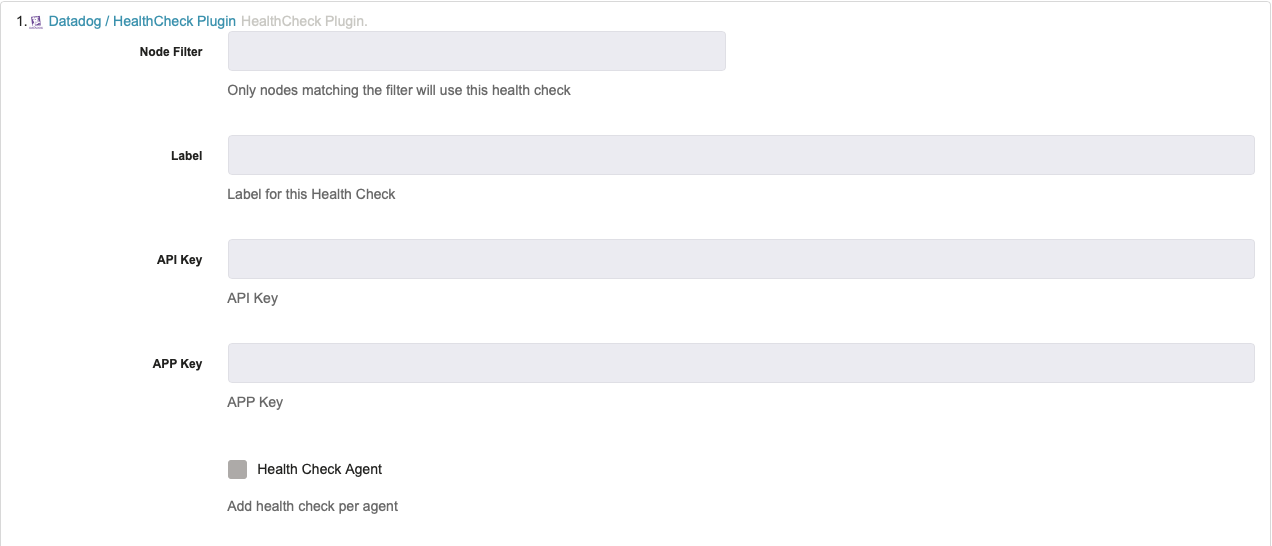 1. Datadog / HealthCheck Plugin HealthCheck Plugin.
Node Filter
Only nodes matching the filter will use this health check
Label
Label for this Health Check
API Key
API Key
APP Key
APP Key
Health Check Agent
Add health check per agent